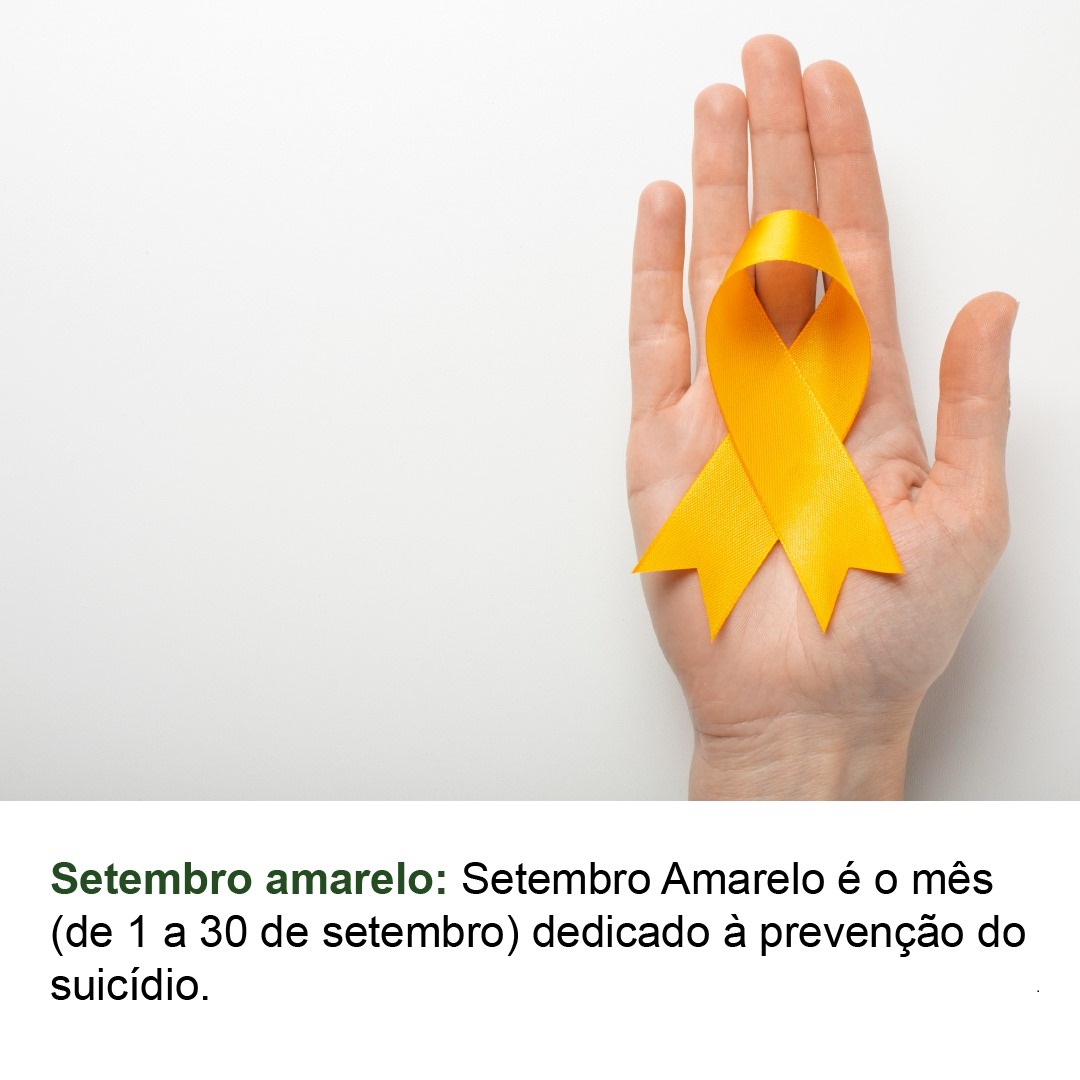 Setembro amarelo: Setembro Amarelo é o mês
(de 1 a 30 de setembro) dedicado à prevenção do
suicídio.